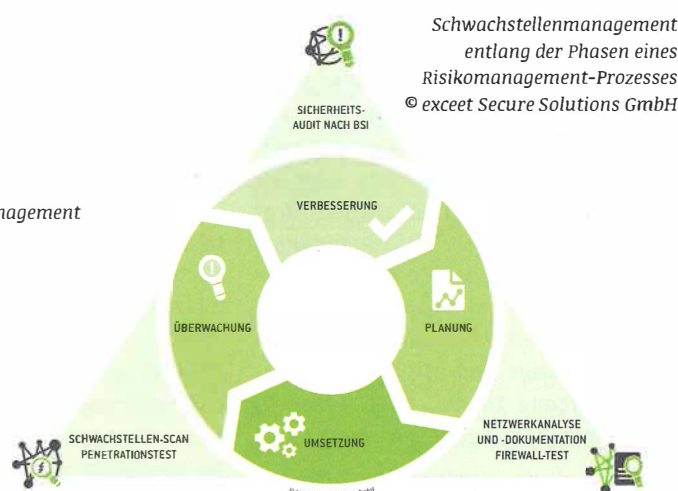 Schwachstellenmanagement
entlang der Phasen eines
Risikomanagement-Prozesses
© exceet Secure Solutions GmbH
SICHERHEITS-
AUDIT NACH BSI
nagement
VERBESSERUNG
ÜBERWACHUNG
PLANUNG
UMSETZUNG
SCHWACHSTELLEN-SCAN
PENETRATIONSTEST
NETZWERKANALYSE
UND -DOKUMENTATION
FIREWALL-TEST